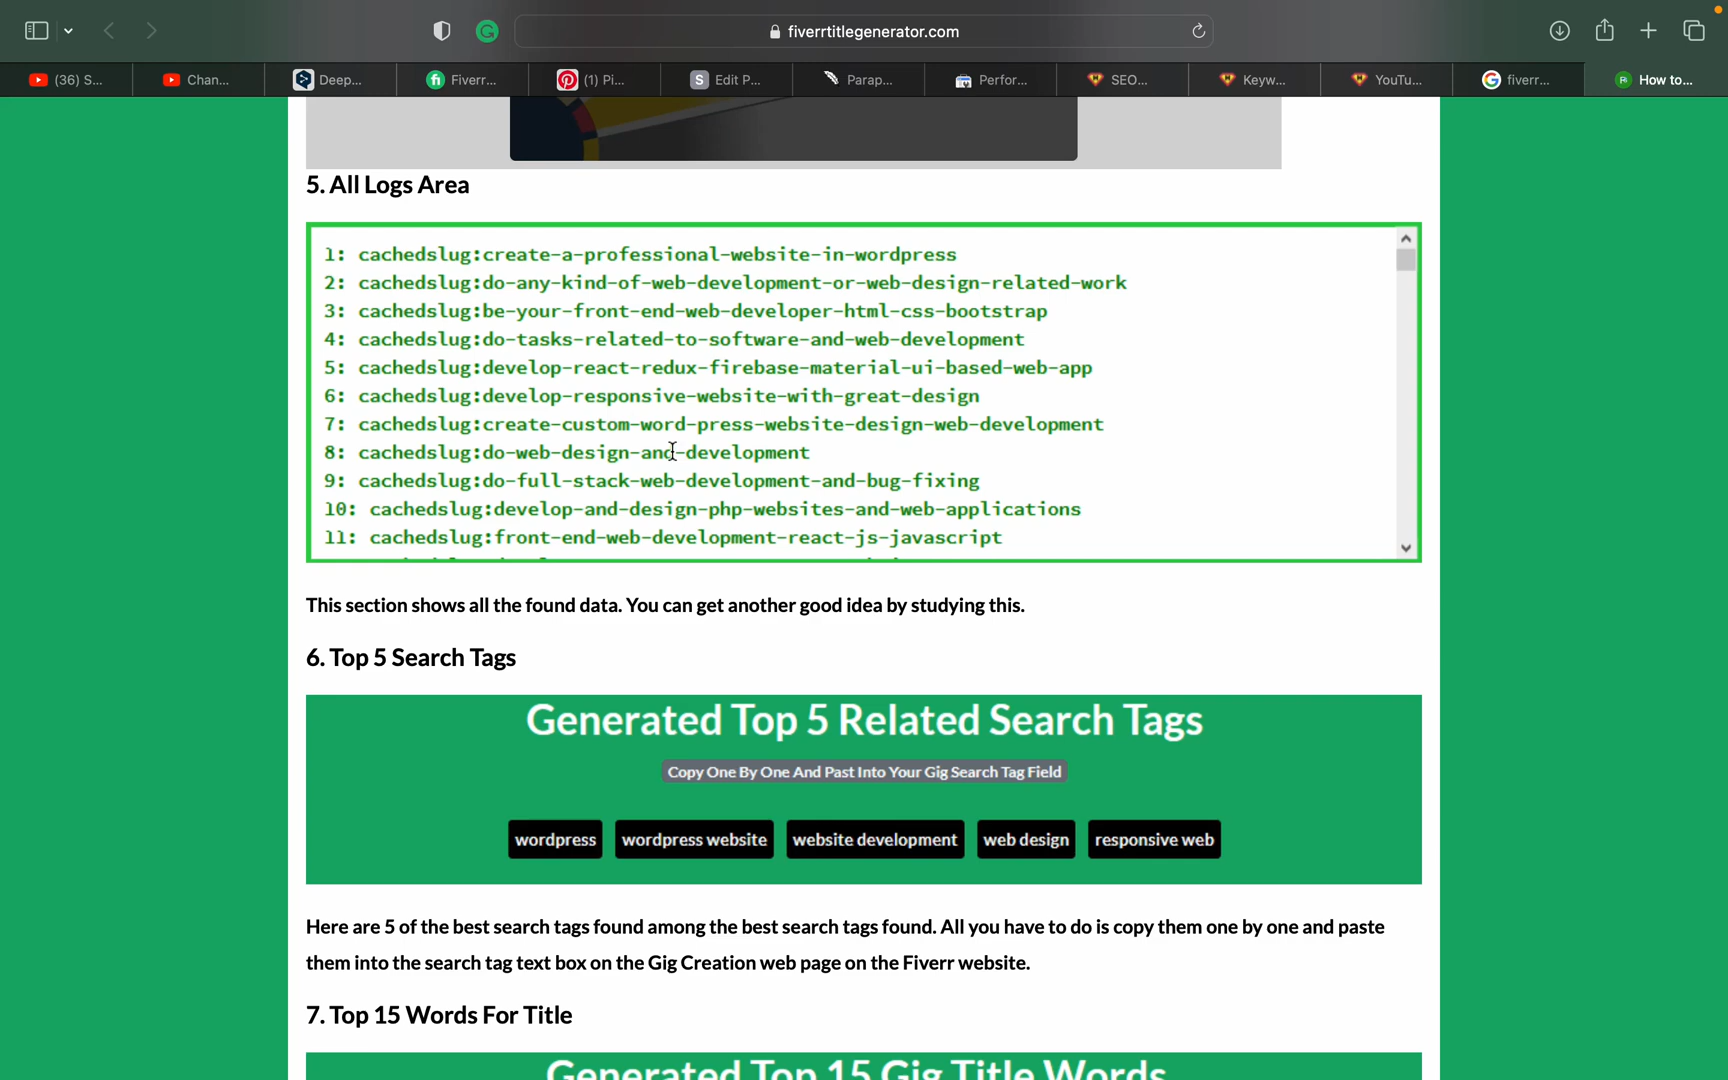 fiverrtitlegenerator.com
(36) S...
Chan...
Deep...
Fiverr...
(1) Pi...
S
Edit P...
Parap...
Perfor...
SEO...
Keyw...
YouTu...
fiverr...
How to...
5. All Logs Area
1: cachedslug:create-a-professional-website-in-wordpress
2: cachedslug:do-any-kind-of-web-development-or-web-design-related-work
3: cachedslug:be-your-front-end-web-developer-html-css-bootstrap
4: cachedslug:do-tasks-related-to-software-and-web-development
5: cachedslug:develop-react-redux-firebase-material-ui-based-web-app
6: cachedslug:develop-responsive-website-with-great-design
7: cachedslug:create-custom-word-press-website-design-web-development
8: cachedslug:do-web-design-and-development
9: cachedslug:do-full-stack-web-development-and-bug-fixing
10: cachedslug:develop-and-design-php-websites-and-web-applications
11: cachedslug:front-end-web-development-react-js-javascript
This section shows all the found data. You can get another good idea by studying this.
6. Top 5 Search Tags
Generated Top 5 Related Search Tags
Copy One By One And Past Into Your Gig Search Tag Field
wordpress
wordpress website
website development
web design
responsive web
Here are 5 of the best search tags found among the best search tags found. All you have to do is copy them one by one and paste
them into the search tag text box on the Gig Creation web page on the Fiverr website.
7. Top 15 Words For Title
Generated Top 15 Gig Title Words